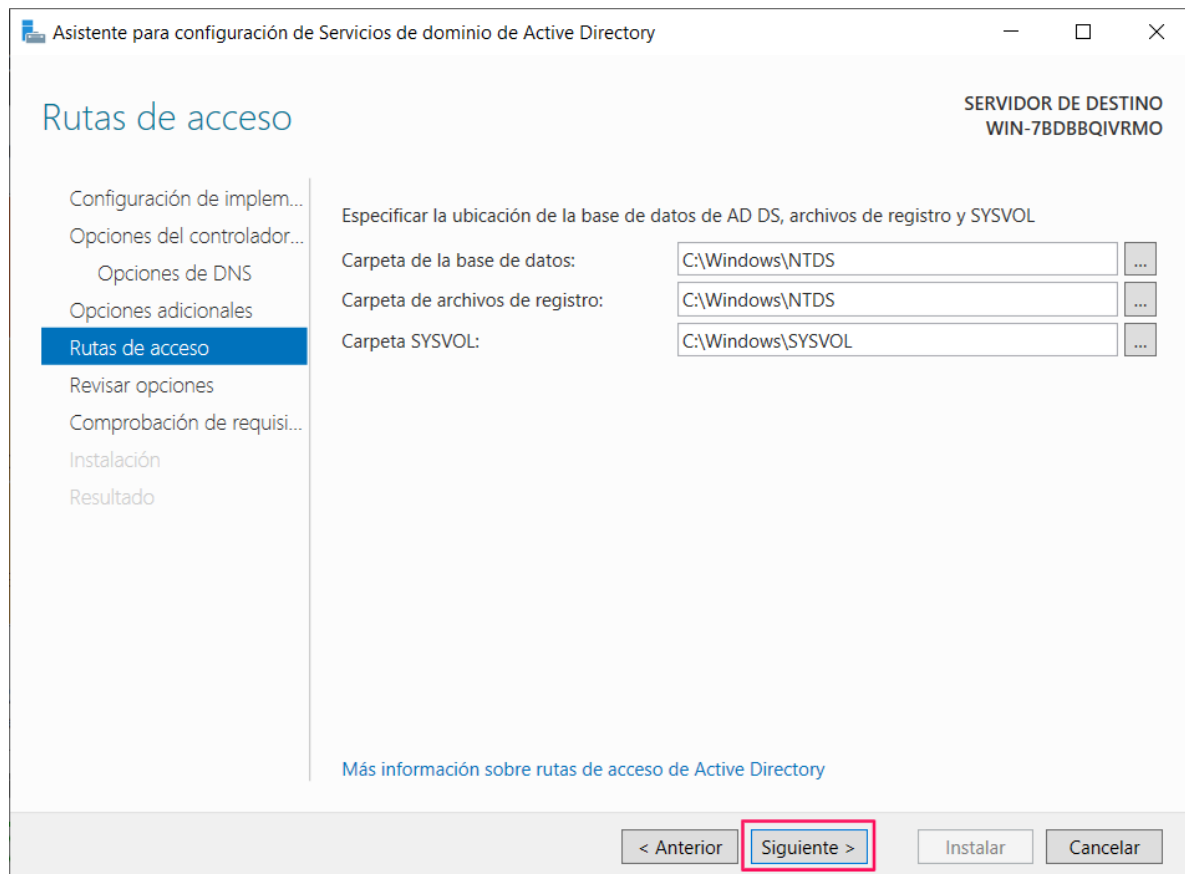 Asistente para configuración de Servicios de dominio de Active Directory
Rutas de acceso
SERVIDOR DE DESTINO
WIN-7BDBBQIVRMO
Configuración de implem...
Opciones del controlador...
Opciones de DNS
Opciones adicionales
Rutas de acceso
Revisar opciones
Comprobación de requisi...
Instalación
Resultado
Especificar la ubicación de la base de datos de AD DS, archivos de registro y SYSVOL
Carpeta de la base de datos: C:\Windows\NTDS ...
Carpeta de archivos de registro: C:\Windows\NTDS ...
Carpeta SYSVOL: C:\Windows\SYSVOL ...
Más información sobre rutas de acceso de Active Directory
< Anterior Siguiente > Instalar Cancelar